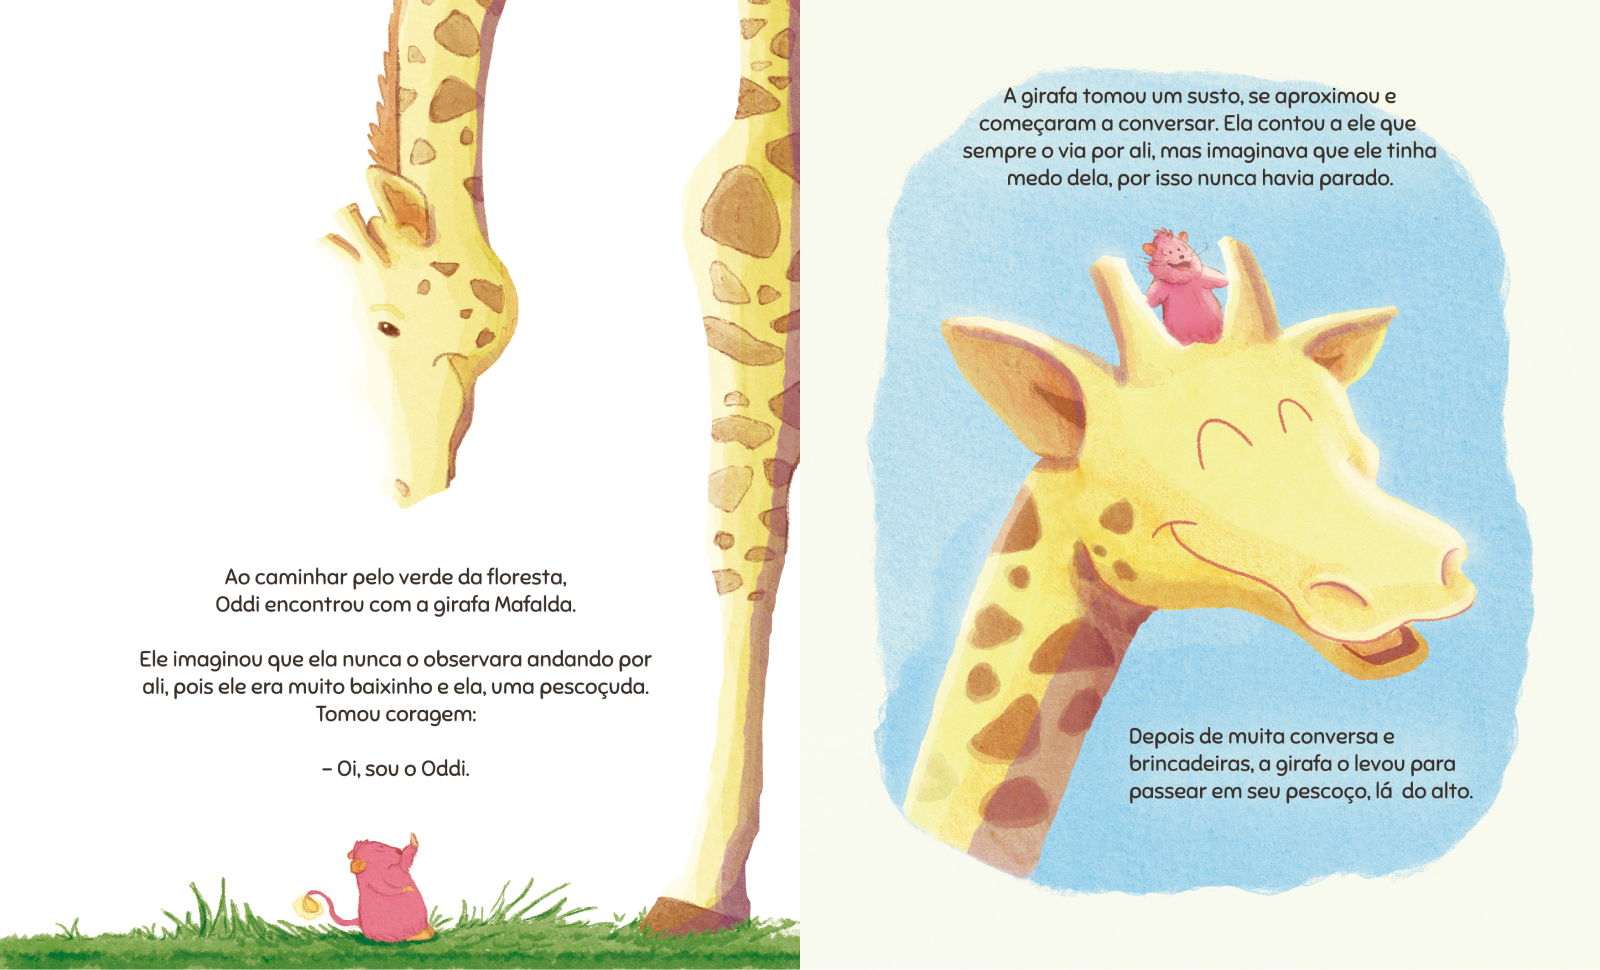 Ao caminhar pelo verde da floresta,
Oddi encontrou com a girafa Mafalda.
Ele imaginou que ela nunca o observara andando por
ali, pois ele era muito baixinho e ela, uma pescoçuda.
Tomou coragem:
– Oi, sou o Oddi.
A girafa tomou um susto, se aproximou e
começaram a conversar. Ela contou a ele que
sempre o via por ali, mas imaginava que ele tinha
medo dela, por isso nunca havia parado.
Depois de muita conversa e
brincadeiras, a girafa o levou para
passear em seu pescoço, lá  do alto.